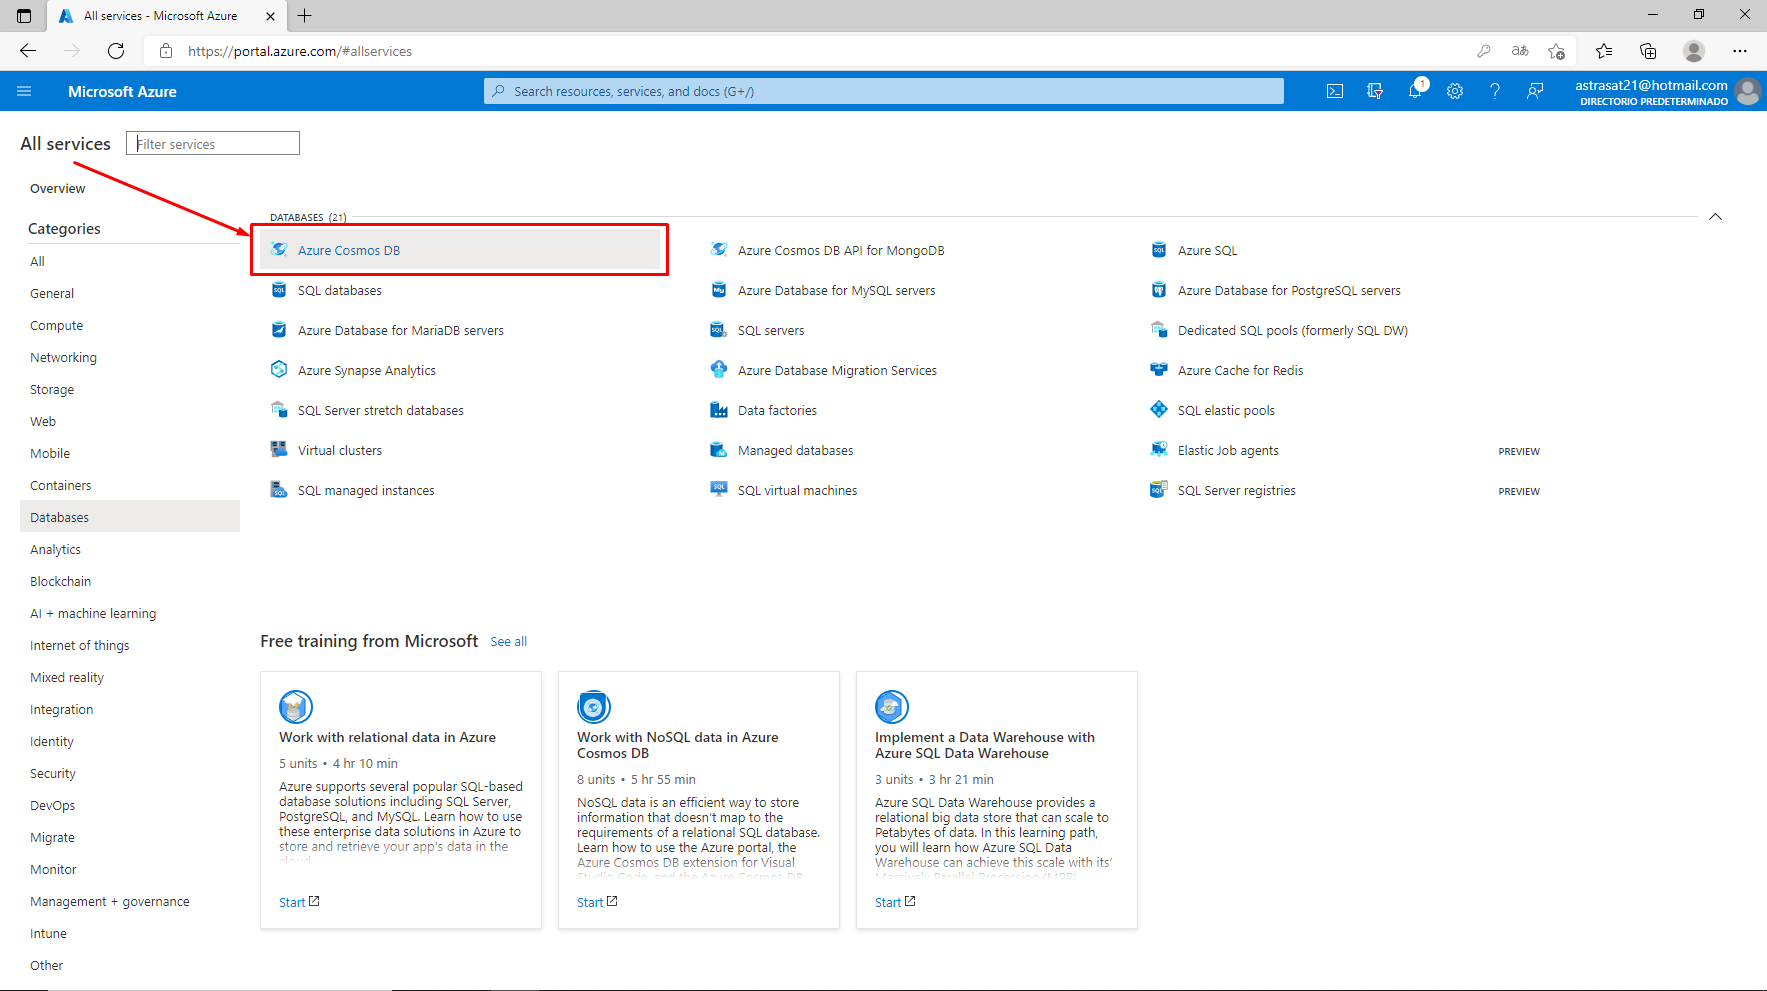 All services - Microsoft Azure
https://portal.azure.com/#allservices
Microsoft Azure
Search resources, services, and docs (G+/)
1
astrasat21@hotmail.com
DIRECTORIO PREDETERMINADO
All services
Filter services
Overview
Categories
All
General
Compute
Networking
Storage
Web
Mobile
Containers
Databases
Analytics
Blockchain
AI + machine learning
Internet of things
Mixed reality
Integration
Identity
Security
DevOps
Migrate
Monitor
Management + governance
Intune
Other
DATABASES (21)
Azure Cosmos DB
Azure Cosmos DB API for MongoDB
Azure SQL
SQL databases
Azure Database for MySQL servers
Azure Database for PostgreSQL servers
Azure Database for MariaDB servers
SQL servers
Dedicated SQL pools (formerly SQL DW)
Azure Synapse Analytics
Azure Database Migration Services
Azure Cache for Redis
SQL Server stretch databases
Data factories
SQL elastic pools
Virtual clusters
Managed databases
Elastic Job agents
PREVIEW
SQL managed instances
SQL virtual machines
SQL Server registries
PREVIEW
Free training from Microsoft
See all
Work with relational data in Azure
5 units • 4 hr 10 min
Azure supports several popular SQL-based
database solutions including SQL Server,
PostgreSQL, and MySQL. Learn how to use
these enterprise data solutions in Azure to
store and retrieve your app's data in the
cloud.
Start
Work with NoSQL data in Azure
Cosmos DB
8 units • 5 hr 55 min
NoSQL data is an efficient way to store
information that doesn't map to the
requirements of a relational SQL database.
Learn how to use the Azure portal, the
Azure Cosmos DB extension for Visual
Studio Code, and the Azure Cosmos DB
Start
Implement a Data Warehouse with
Azure SQL Data Warehouse
3 units • 3 hr 21 min
Azure SQL Data Warehouse provides a
relational big data store that can scale to
Petabytes of data. In this learning path,
you will learn how Azure SQL Data
Warehouse can achieve this scale with its'
Massively Parallel Processing (MPP)
Start